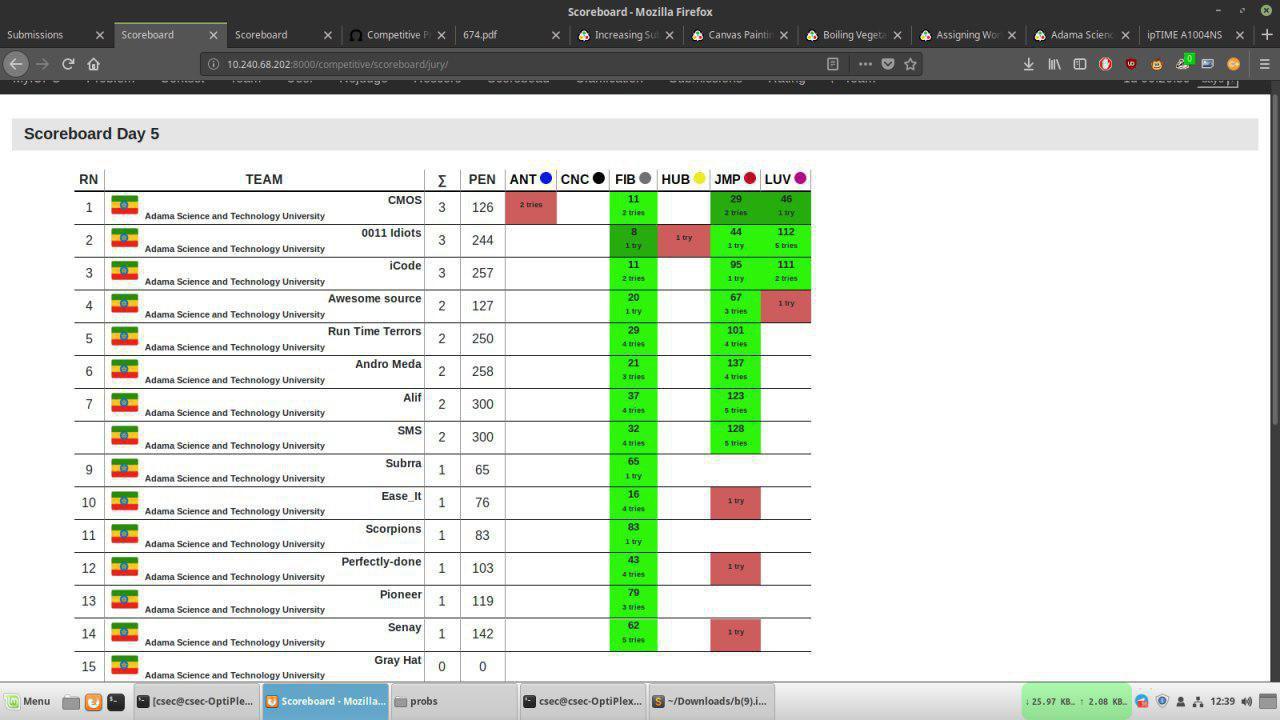 Scoreboard - Mozilla Firefox
Submissions
Scoreboard
Scoreboard
Competitive P
674.pdf
Increasing Su
Canvas Paintin
Boiling Vegeta
Assigning Wor
Adama Scienc
ipTIME A1004NS
10.240.68.202:8000/competitive/scoreboard/jury/
0
Scoreboard Day 5
RN TEAM ∑ PEN ANT CNC FIB HUB JMP LUV
1 CMOS 3 126 11 29 46
Adama Science and Technology University 2 tries 2 tries 2 tries 1 try
2 0011 Idiots 3 244 8 44 112
Adama Science and Technology University 1 try 1 try 1 try 5 tries
3 iCode 3 257 11 95 111
Adama Science and Technology University 2 tries 1 try 2 tries
4 Awesome source 2 127 20 67
Adama Science and Technology University 1 try 3 tries 1 try
5 Run Time Terrors 2 250 29 101
Adama Science and Technology University 4 tries 4 tries
6 Andro Meda 2 258 21 137
Adama Science and Technology University 3 tries 4 tries
7 Alif 2 300 37 123
Adama Science and Technology University 4 tries 5 tries
SMS 2 300 32 128
Adama Science and Technology University 4 tries 5 tries
9 Subrra 1 65 65
Adama Science and Technology University 1 try
10 Ease_It 1 76 16
Adama Science and Technology University 4 tries 1 try
11 Scorpions 1 83 83
Adama Science and Technology University 1 try
12 Perfectly-done 1 103 43
Adama Science and Technology University 4 tries 1 try
13 Pioneer 1 119 79
Adama Science and Technology University 3 tries
14 Senay 1 142 62
Adama Science and Technology University 5 tries 1 try
15 Gray Hat 0 0
Adama Science and Technology University
Menu
[csec@csec-OptiPlex...
Scoreboard - Mozilla...
probs
csec@csec-OptiPlex...
~/Downloads/b(9).i...
↓ 25.97 KB.. ↑ 2.08 KB..
12:39